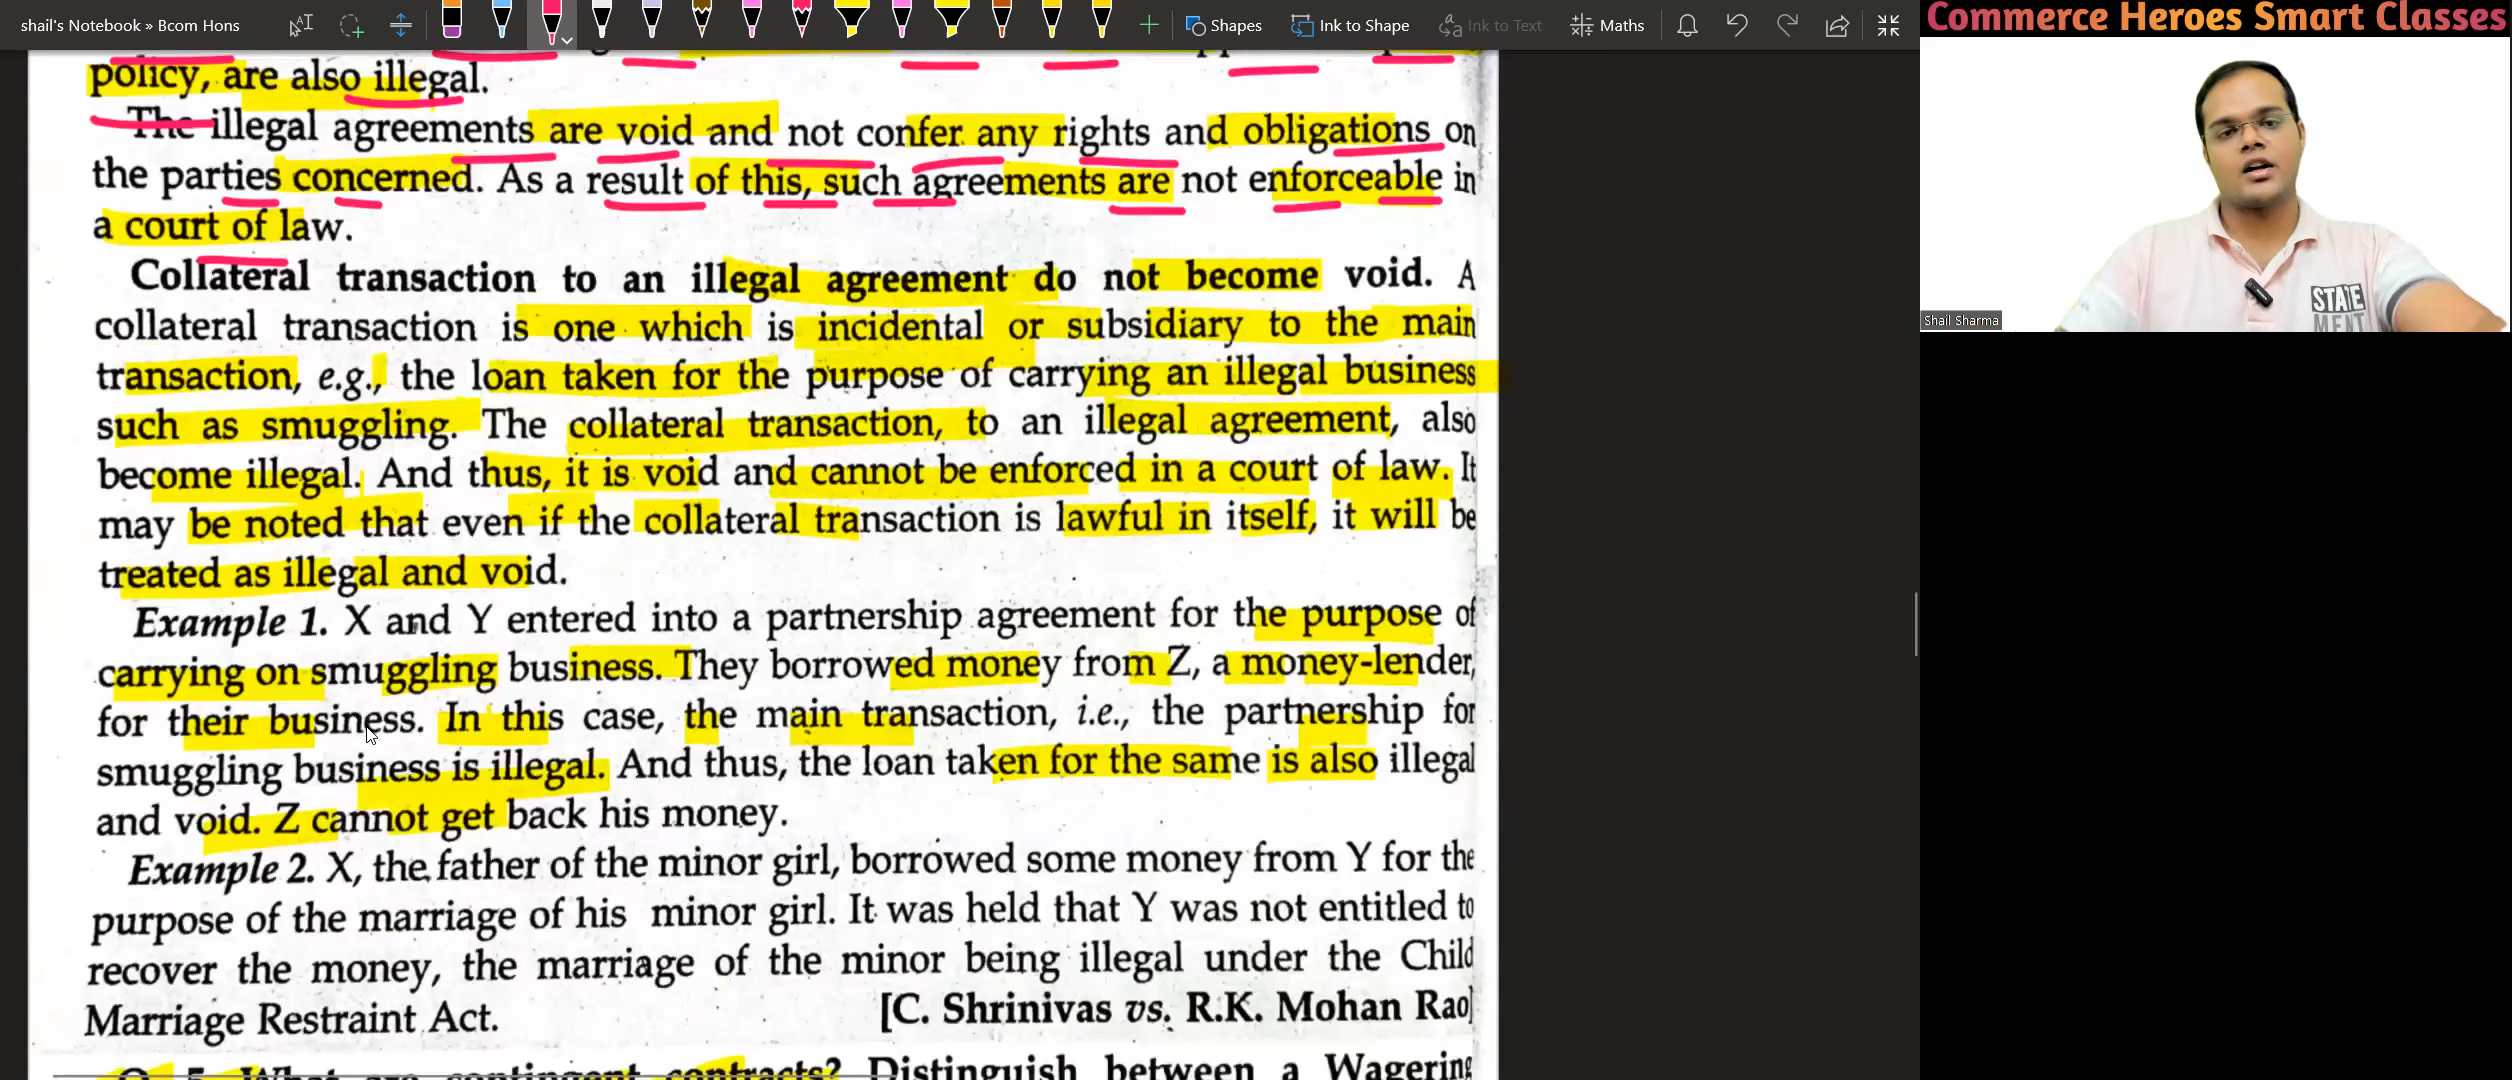 shail's Notebook » Bcom Hons
Shapes
Ink to Shape
Ink to Text
Maths
Commerce Heroes Smart Classes
STATE
MENT
Shail Sharma
policy, are also illegal.
The illegal agreements are void and not confer any rights and obligations on
the parties concerned. As a result of this, such agreements are not enforceable in
a court of law.
Collateral transaction to an illegal agreement do not become void. A
collateral transaction is one which is incidental or subsidiary to the main
transaction, e.g., the loan taken for the purpose of carrying an illegal business
such as smuggling. The collateral transaction, to an illegal agreement, also
become illegal. And thus, it is void and cannot be enforced in a court of law. It
may be noted that even if the collateral transaction is lawful in itself, it will be
treated as illegal and void.
Example 1. X and Y entered into a partnership agreement for the purpose of
carrying on smuggling business. They borrowed money from Z, a money-lender,
for their business. In this case, the main transaction, i.e., the partnership for
smuggling business is illegal. And thus, the loan taken for the same is also illegal
and void. Z cannot get back his money.
Example 2. X, the father of the minor girl, borrowed some money from Y for the
purpose of the marriage of his minor girl. It was held that Y was not entitled to
recover the money, the marriage of the minor being illegal under the Child
Marriage Restraint Act. [C. Shrinivas vs. R.K. Mohan Rao]
Q. 5. What are contingent contracts? Distinguish between a Wagering